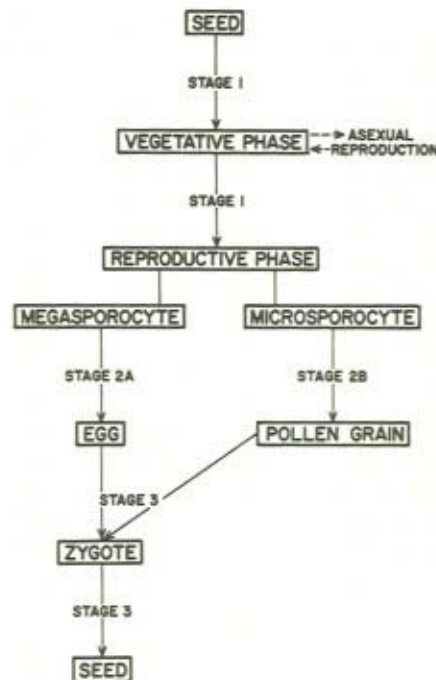 SEED
STAGE 1
VEGETATIVE PHASE
ASEXUAL
REPRODUCTION
STAGE 1
REPRODUCTIVE PHASE
MEGASPOROCYTE
MICROSPOROCYTE
STAGE 2A
STAGE 2B
EGG
POLLEN GRAIN
STAGE 3
ZYGOTE
STAGE 3
SEED